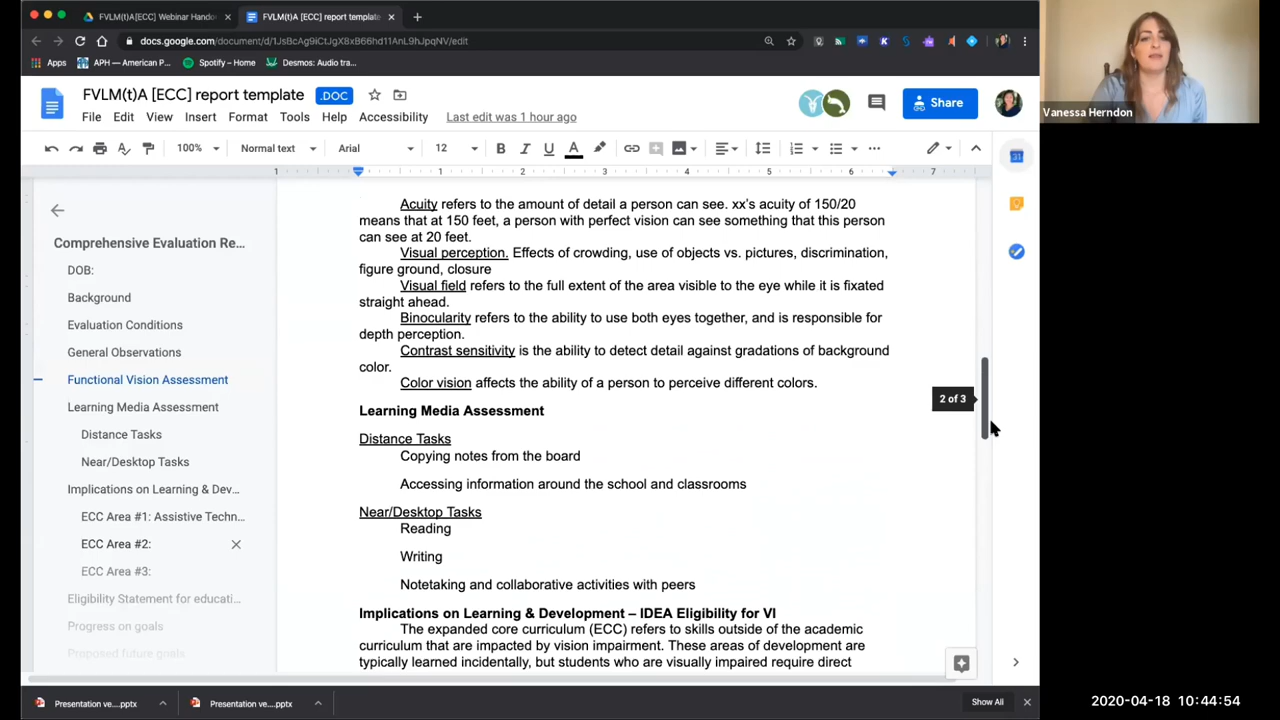 FVLM(t)A[ECC] Webinar Hando
FVLM(t)A [ECC] report template
docs.google.com/document/d/1JsBcAg9iCtJgX8xB66hd11AnL9hJpqNV/edit
Apps
APH — American P...
Spotify – Home
Desmos: Audio tra...
FVLM(t)A [ECC] report template
.DOC
File Edit View Insert Format Tools Help Accessibility
Last edit was 1 hour ago
Share
100%
Normal text
Arial
12
B I U A
1 1 2 3 4 5 6 7
Comprehensive Evaluation Re...
DOB:
Background
Evaluation Conditions
General Observations
Functional Vision Assessment
Learning Media Assessment
Distance Tasks
Near/Desktop Tasks
Implications on Learning & Dev...
ECC Area #1: Assistive Techn...
ECC Area #2:
ECC Area #3:
Eligibility Statement for educati...
Progress on goals
Proposed future goals
Acuity refers to the amount of detail a person can see. xx's acuity of 150/20
means that at 150 feet, a person with perfect vision can see something that this person
can see at 20 feet.
Visual perception. Effects of crowding, use of objects vs. pictures, discrimination,
figure ground, closure
Visual field refers to the full extent of the area visible to the eye while it is fixated
straight ahead.
Binocularity refers to the ability to use both eyes together, and is responsible for
depth perception.
Contrast sensitivity is the ability to detect detail against gradations of background
color.
Color vision affects the ability of a person to perceive different colors.
Learning Media Assessment
Distance Tasks
Copying notes from the board
Accessing information around the school and classrooms
Near/Desktop Tasks
Reading
Writing
Notetaking and collaborative activities with peers
Implications on Learning & Development – IDEA Eligibility for VI
The expanded core curriculum (ECC) refers to skills outside of the academic
curriculum that are impacted by vision impairment. These areas of development are
typically learned incidentally, but students who are visually impaired require direct
2 of 3
Vanessa Herndon
Presentation ve....pptx
Presentation ve....pptx
Show All
2020-04-18 10:44:54